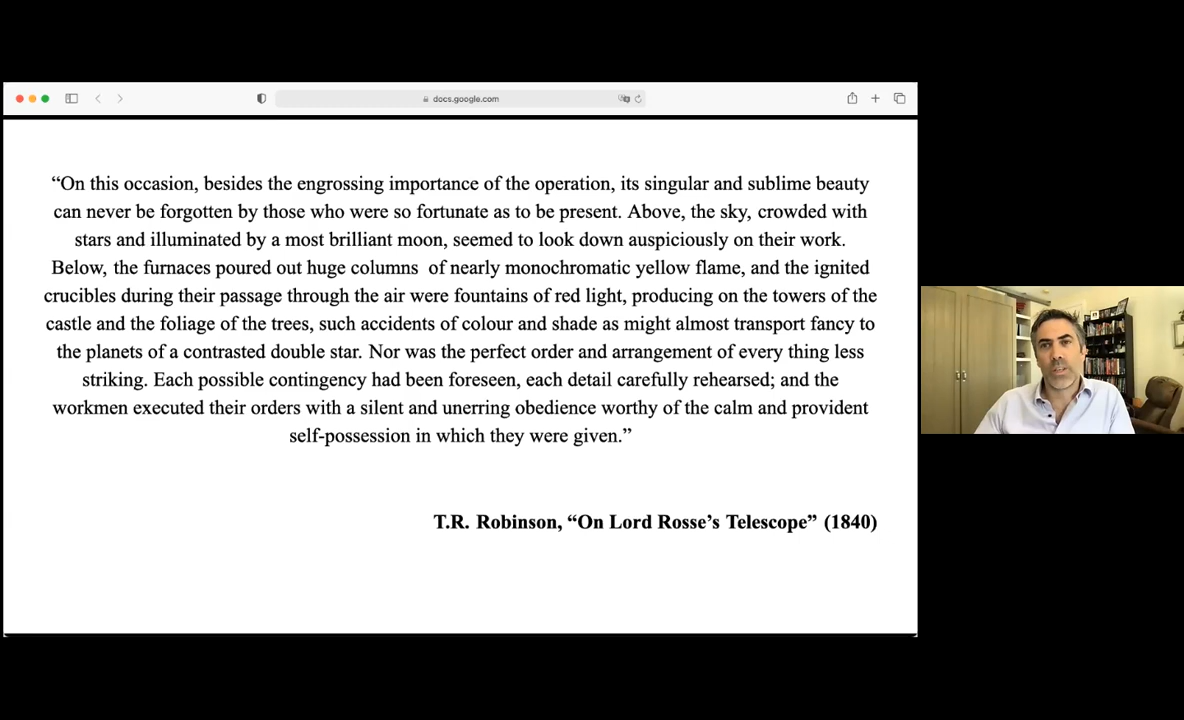 docs.google.com
“On this occasion, besides the engrossing importance of the operation, its singular and sublime beauty
can never be forgotten by those who were so fortunate as to be present. Above, the sky, crowded with
stars and illuminated by a most brilliant moon, seemed to look down auspiciously on their work.
Below, the furnaces poured out huge columns  of nearly monochromatic yellow flame, and the ignited
crucibles during their passage through the air were fountains of red light, producing on the towers of the
castle and the foliage of the trees, such accidents of colour and shade as might almost transport fancy to
the planets of a contrasted double star. Nor was the perfect order and arrangement of every thing less
striking. Each possible contingency had been foreseen, each detail carefully rehearsed; and the
workmen executed their orders with a silent and unerring obedience worthy of the calm and provident
self-possession in which they were given.”
T.R. Robinson, “On Lord Rosse’s Telescope” (1840)